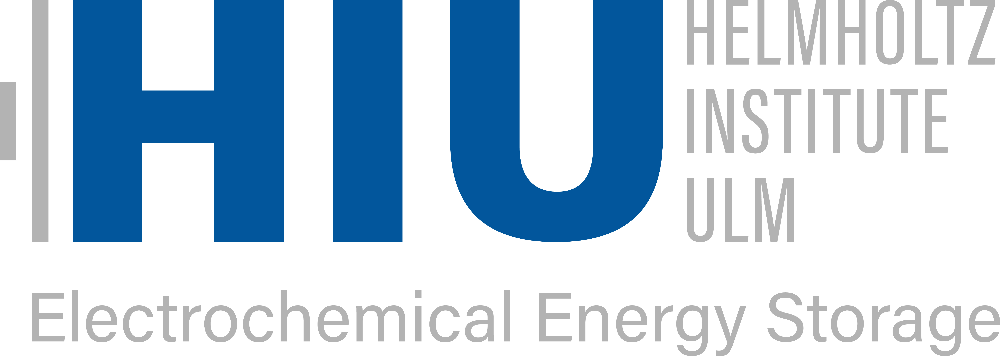 HIU
HELMHOLTZ
INSTITUTE
ULM
Electrochemical Energy Storage